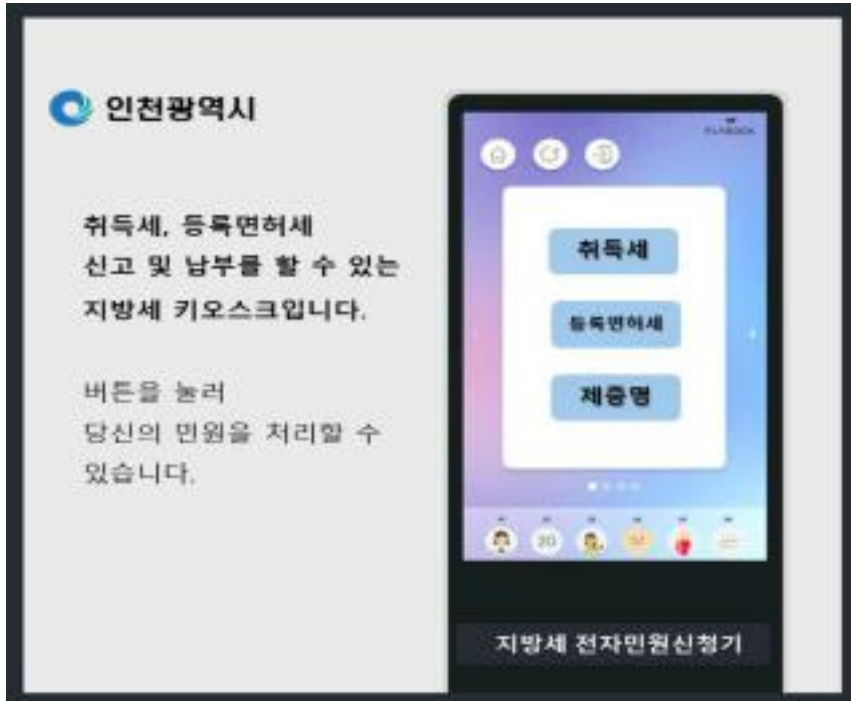 인천광역시
취득세, 등록면허세
신고 및 납부를 할 수 있는
지방세 키오스크입니다.
버튼을 눌러
당신의 민원을 처리할 수
있습니다.
취득세
등록면허세
제증명
20
지방세 전자민원신청기